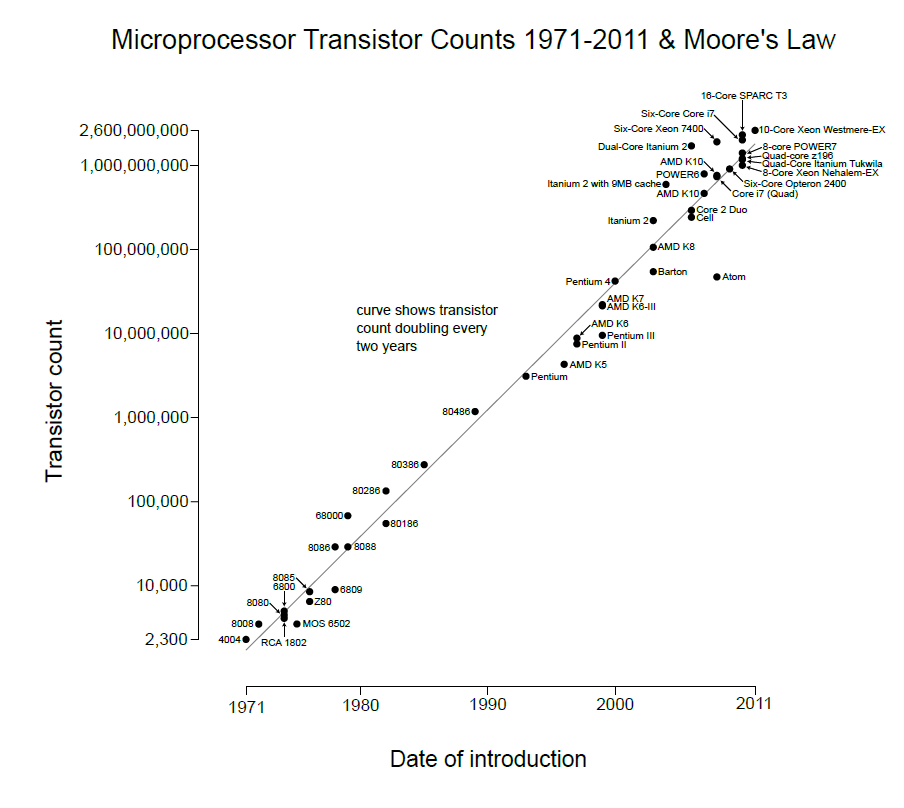 Microprocessor Transistor Counts 1971-2011 & Moore's Law
16-Core SPARC T3
Six-Core Core i7
Six-Core Xeon 7400
10-Core Xeon Westmere-EX
Dual-Core Itanium 2
8-core POWER7
Quad-core z196
AMD K10
Quad-Core Itanium Tukwila
POWER6
8-Core Xeon Nehalem-EX
Itanium 2 with 9MB cache
Six-Core Opteron 2400
AMD K10
Core i7 (Quad)
Core 2 Duo
Itanium 2
Cell
AMD K8
Barton
Atom
Pentium 4
AMD K7
AMD K6-III
curve shows transistor
count doubling every
two years
AMD K6
Pentium III
Pentium II
AMD K5
Pentium
80486
80386
80286
68000
80186
8086
8088
8085
6800
6809
8080
Z80
8008
MOS 6502
4004
RCA 1802
2,600,000,000
1,000,000,000
100,000,000
10,000,000
1,000,000
100,000
10,000
2,300
Transistor count
1971
1980
1990
2000
2011
Date of introduction